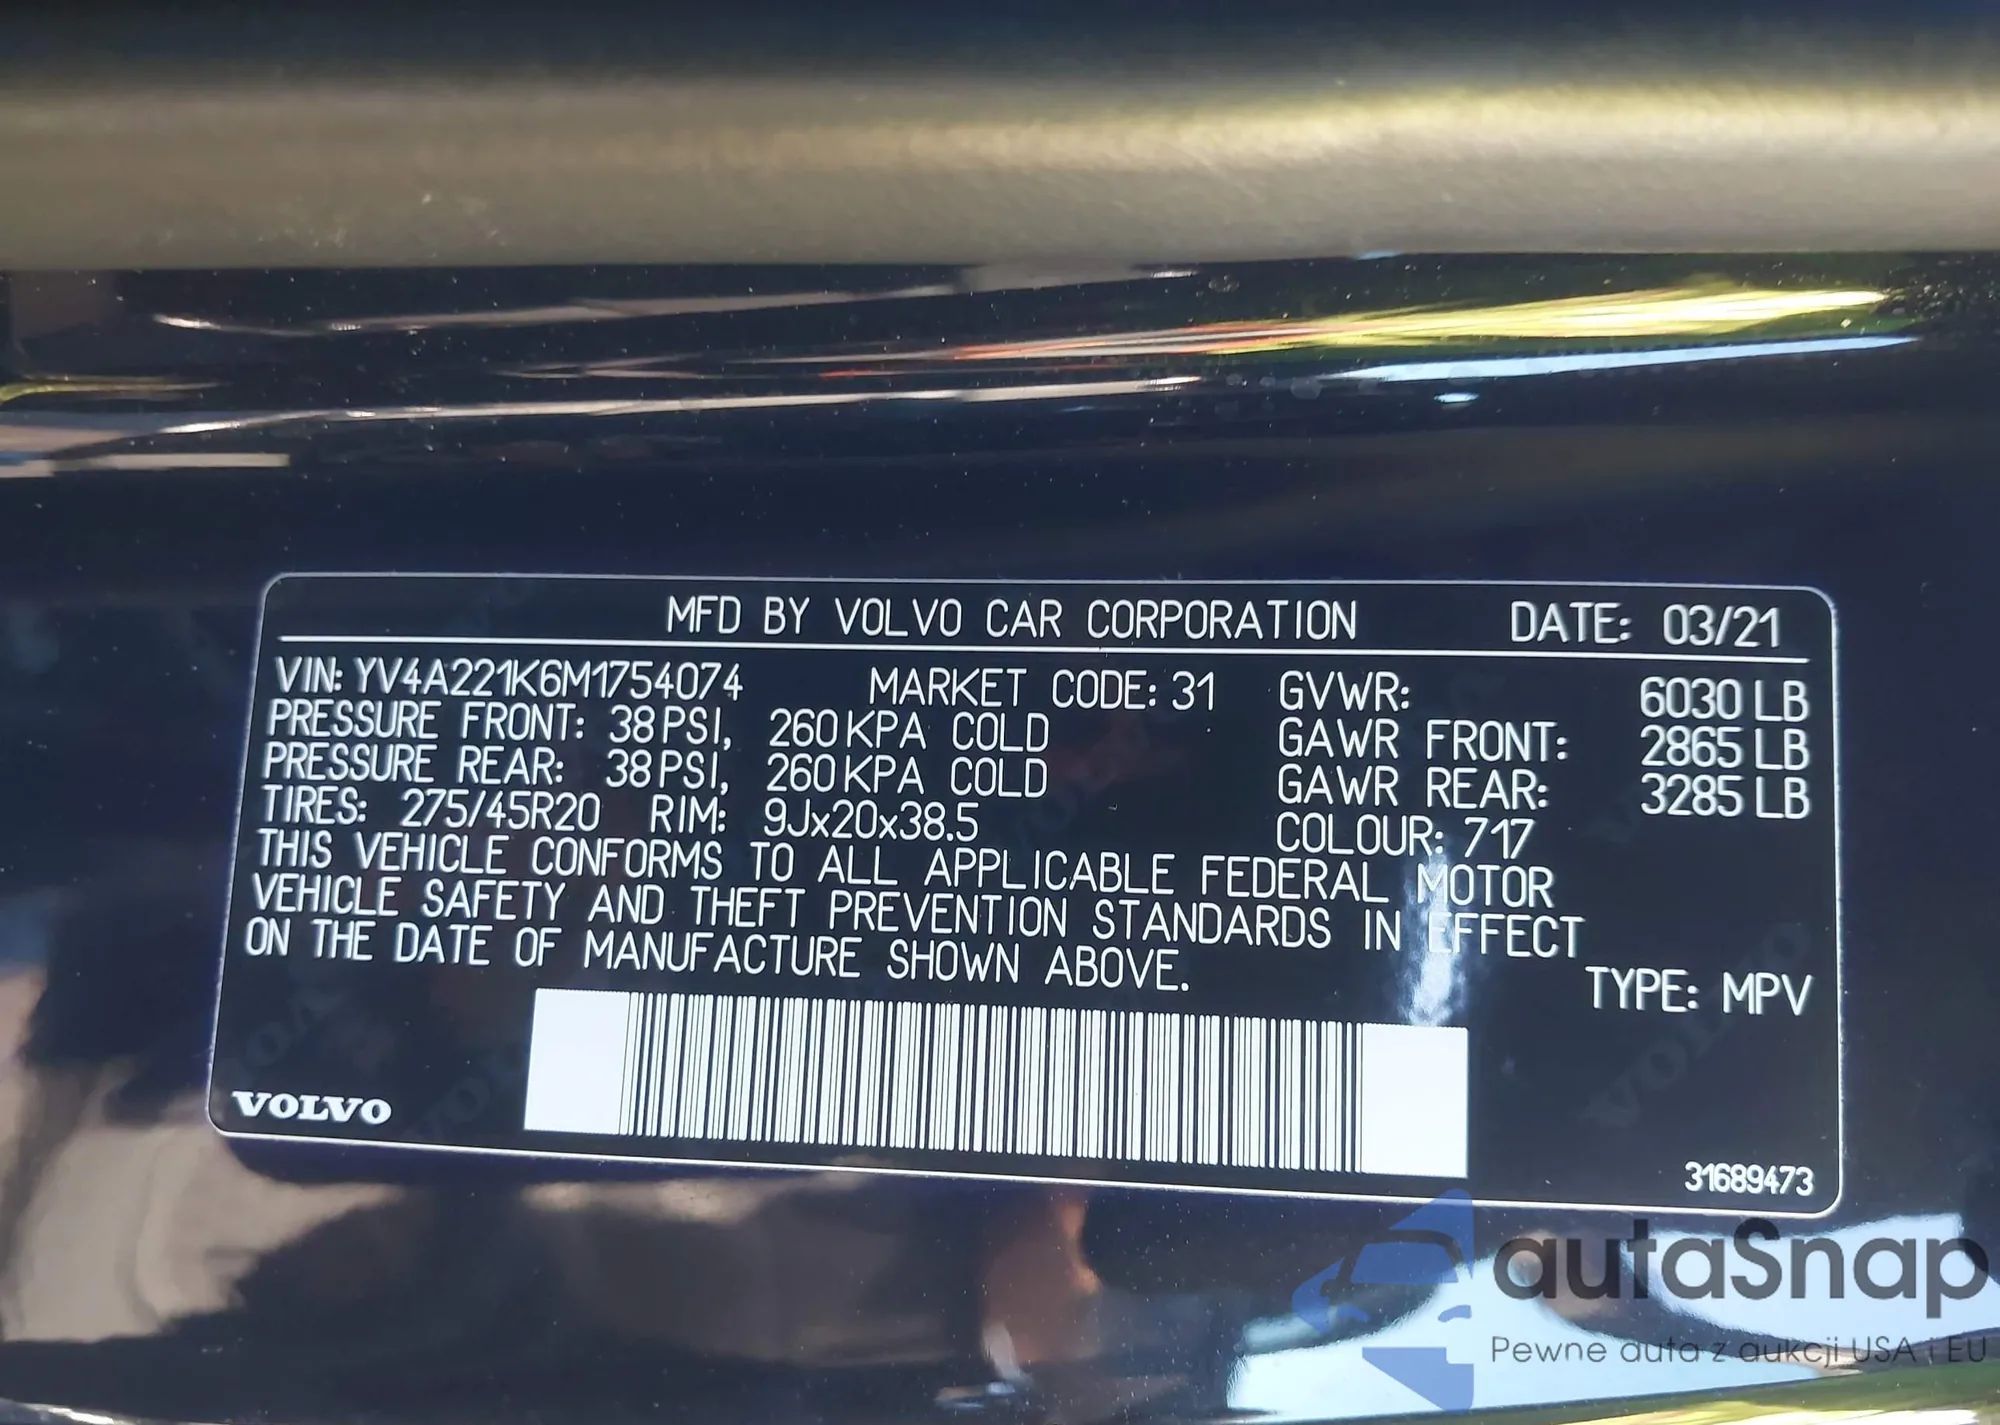 MFD BY VOLVO CAR CORPORATION DATE: 03/21
VIN: YV4A221K6M1754074 MARKET CODE: 31 GVWR: 6030 LB
PRESSURE FRONT: 38 PSI, 260 KPA COLD GAWR FRONT: 2865 LB
PRESSURE REAR: 38 PSI, 260 KPA COLD GAWR REAR: 3285 LB
TIRES: 275/45R20 RIM: 9Jx20x38.5 COLOUR: 717
THIS VEHICLE CONFORMS TO ALL APPLICABLE FEDERAL MOTOR
VEHICLE SAFETY AND THEFT PREVENTION STANDARDS IN EFFECT
ON THE DATE OF MANUFACTURE SHOWN ABOVE.
TYPE: MPV
VOLVO
31689473
autaSnap
Pewne auta z aukcji USA i EU